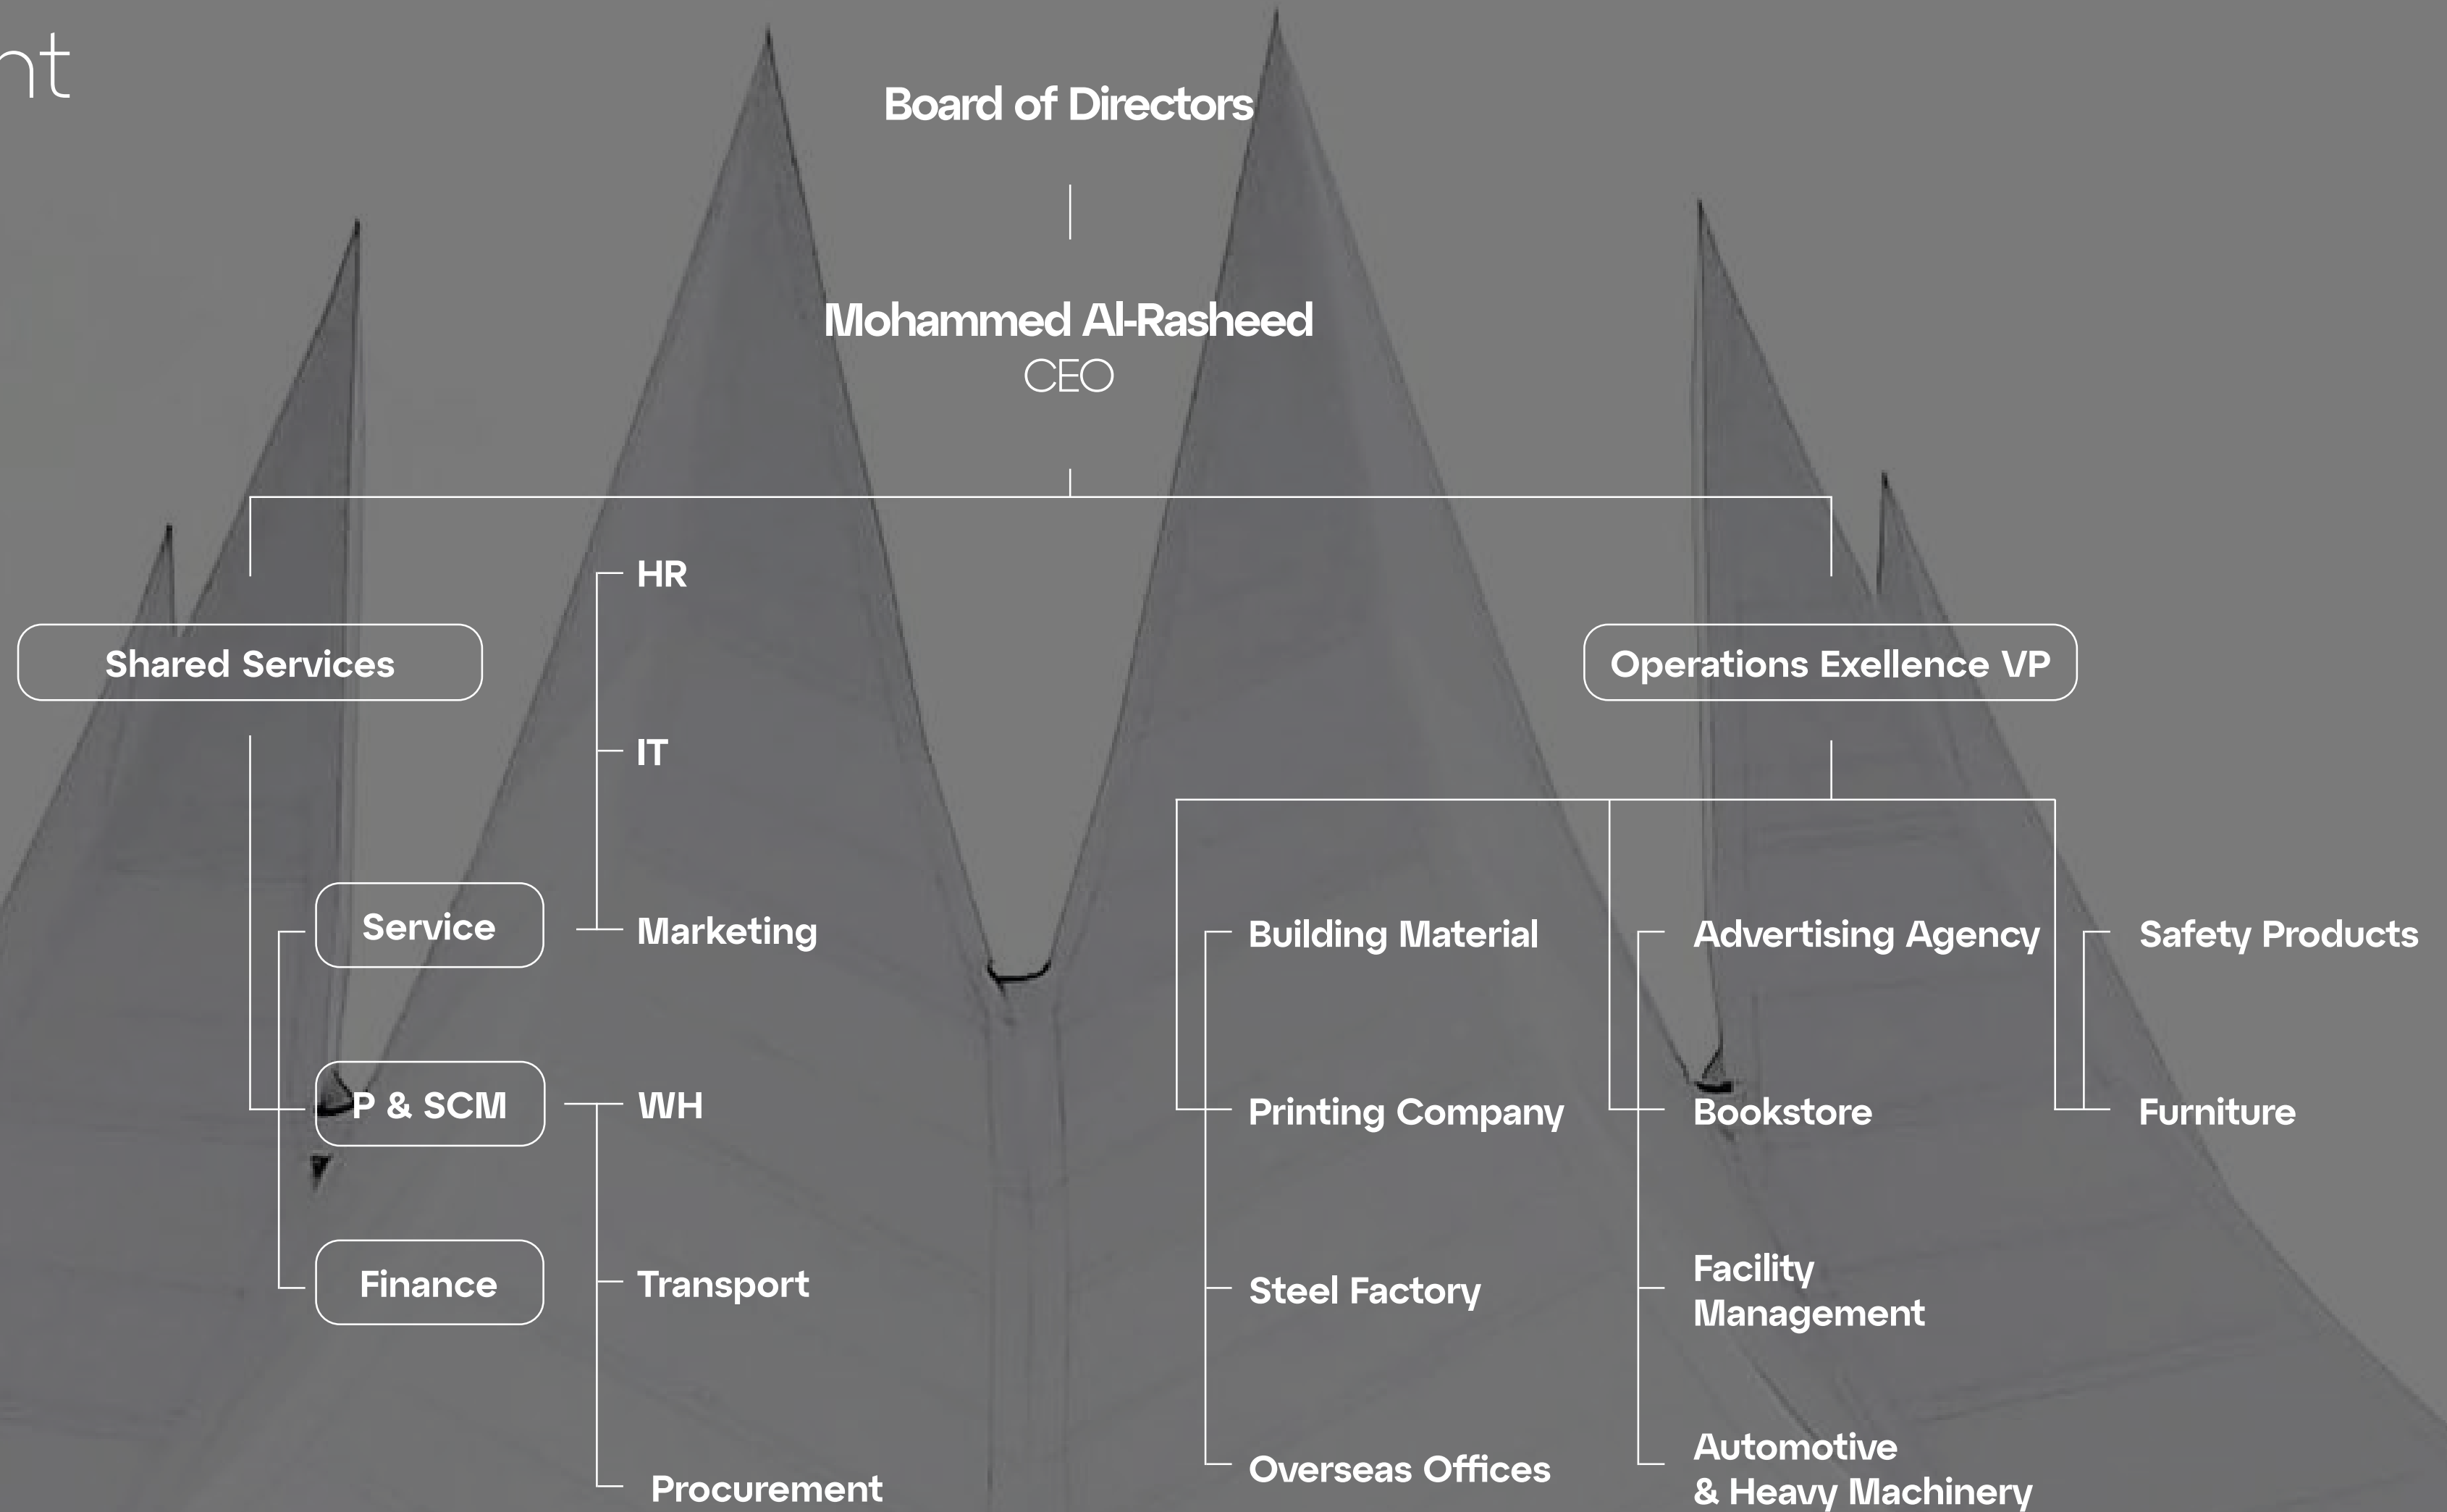 nt
Board of Directors
Mohammed Al-Rasheed
CEO
Shared Services
HR
IT
Marketing
Service
P & SCM
Finance
WH
Transport
Procurement
Operations Exellence VP
Building Material
Printing Company
Steel Factory
Overseas Offices
Advertising Agency
Bookstore
Facility
Management
Automotive
& Heavy Machinery
Safety Products
Furniture